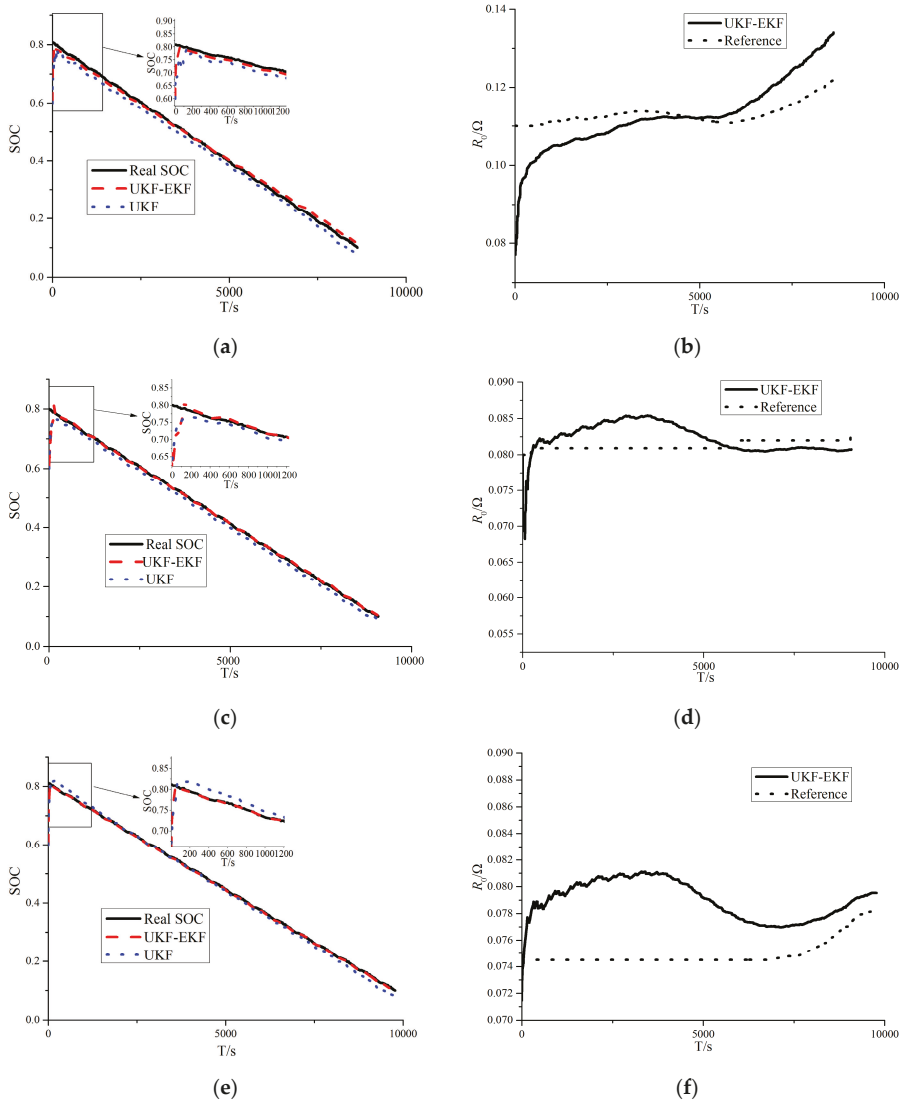 0.90
0.85
0.80
0.75
0.70
0.65
0.60
SOC
0 200 400 600 800 1000 1200
T/s
0.8
0.6
0.4
0.2
0.0
SOC
Real SOC
UKF-EKF
UKF
0 5000 10000
T/s
(a)
0.14
0.12
0.10
0.08
R0/Ω
UKF-EKF
Reference
0 5000 10000
T/s
(b)
0.80
0.75
0.70
0.65
SOC
0 200 400 600 800 1000 1200
T/s
0.8
0.6
0.4
0.2
0.0
SOC
Real SOC
UKF-EKF
UKF
0 5000 10000
T/s
(c)
0.090
0.085
0.080
0.075
0.070
0.065
0.060
0.055
R0/Ω
UKF-EKF
Reference
0 5000 10000
T/s
(d)
0.85
0.80
0.75
0.70
SOC
200 400 600 800 1000 1200
T/s
0.8
0.6
0.4
0.2
0.0
SOC
Real SOC
UKF-EKF
UKF
0 5000 10000
T/s
(e)
0.090
0.088
0.086
0.084
0.082
0.080
0.078
0.076
0.074
0.072
0.070
R0/Ω
UKF-EKF
Reference
0 5000 10000
T/s
(f)